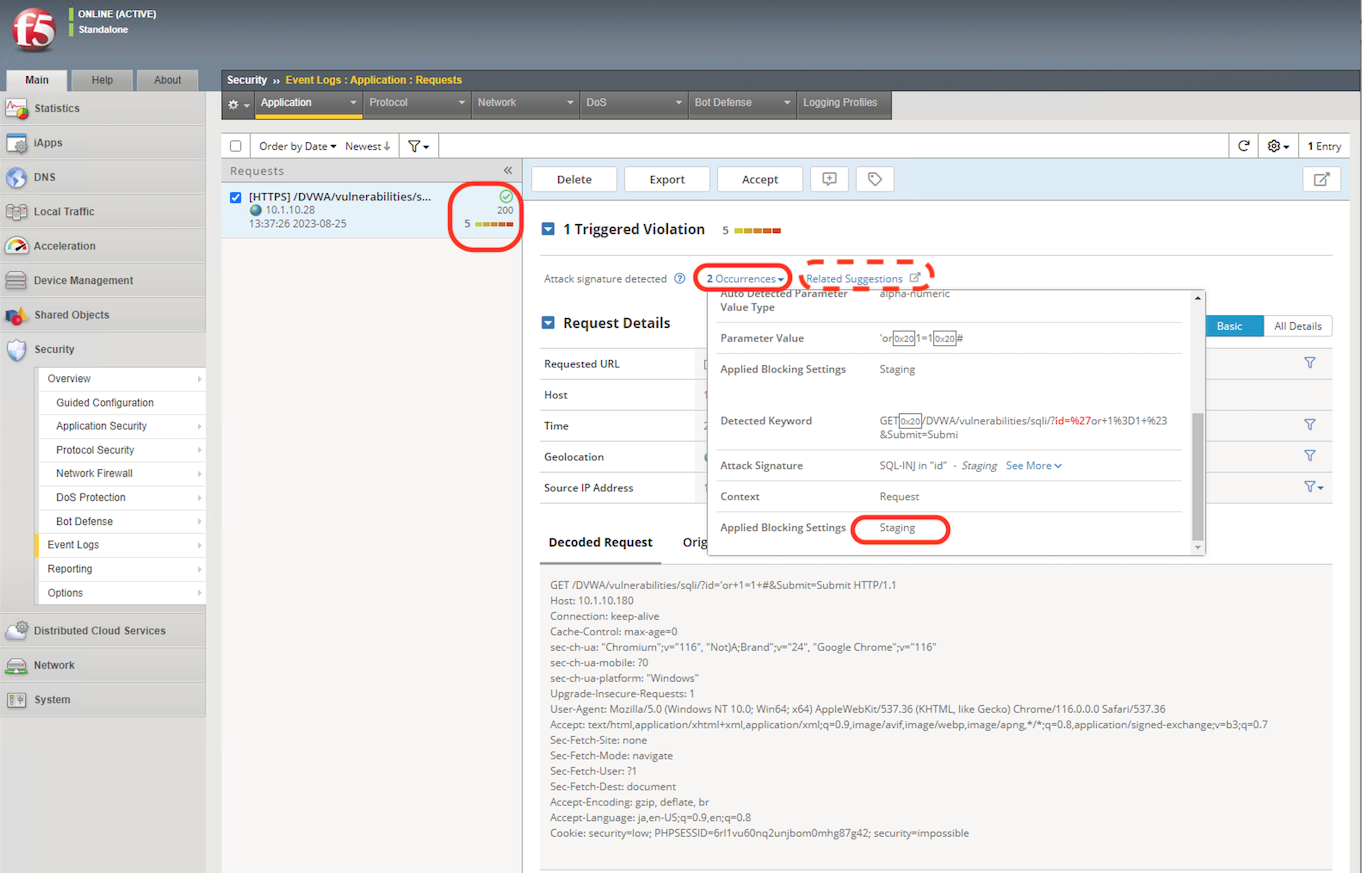 f5
ONLINE (ACTIVE)
Standalone
Main
Help
About
Statistics
iApps
DNS
Local Traffic
Acceleration
Device Management
Shared Objects
Security
Overview
Guided Configuration
Application Security
Protocol Security
Network Firewall
DoS Protection
Bot Defense
Event Logs
Reporting
Options
Distributed Cloud Services
Network
System
Security ›› Event Logs : Application : Requests
Application
Protocol
Network
DoS
Bot Defense
Logging Profiles
Order by Date
Newest
1 Entry
Requests
[HTTPS] /DVWA/vulnerabilities/s...
10.1.10.28
200
13:37:26 2023-08-25
5
Delete
Export
Accept
1 Triggered Violation
5
Attack signature detected
2 Occurrences
Related Suggestions
Request Details
Basic
All Details
Requested URL
Host
Time
Geolocation
Source IP Address
Auto Detected Parameter
Value Type
alpha-numeric
Parameter Value
'or0x201=10x20#
Applied Blocking Settings
Staging
Detected Keyword
GET0x20/DVWA/vulnerabilities/sqli/?id=%27or+1%3D1+%23
&Submit=Submi
Attack Signature
SQL-INJ in "id" - Staging See More
Context
Request
Applied Blocking Settings
Staging
Decoded Request
Orig
GET /DVWA/vulnerabilities/sqli/?id='or+1=1+#&Submit=Submit HTTP/1.1
Host: 10.1.10.180
Connection: keep-alive
Cache-Control: max-age=0
sec-ch-ua: "Chromium";v="116", "Not)A;Brand";v="24", "Google Chrome";v="116"
sec-ch-ua-mobile: ?0
sec-ch-ua-platform: "Windows"
Upgrade-Insecure-Requests: 1
User-Agent: Mozilla/5.0 (Windows NT 10.0; Win64; x64) AppleWebKit/537.36 (KHTML, like Gecko) Chrome/116.0.0.0 Safari/537.36
Accept: text/html,application/xhtml+xml,application/xml;q=0.9,image/avif,image/webp,image/apng,*/*;q=0.8,application/signed-exchange;v=b3;q=0.7
Sec-Fetch-Site: none
Sec-Fetch-Mode: navigate
Sec-Fetch-User: ?1
Sec-Fetch-Dest: document
Accept-Encoding: gzip, deflate, br
Accept-Language: ja,en-US;q=0.9,en;q=0.8
Cookie: security=low; PHPSESSID=6rl1vu60nq2unjbom0mhg87g42; security=impossible